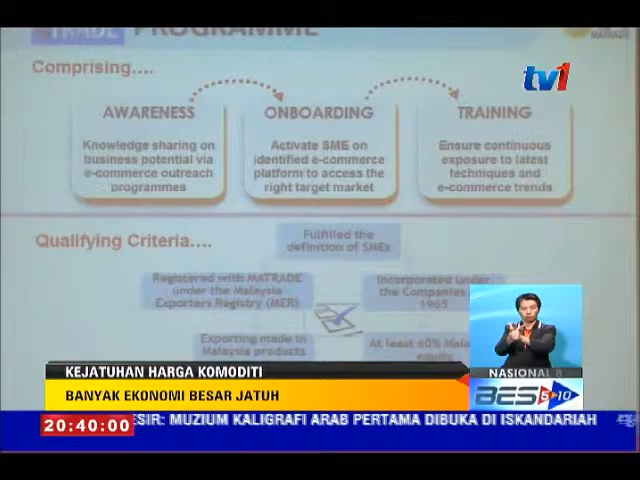 TRADE PROGRAMME
MATRADE
Comprising....
tv1
AWARENESS
Knowledge sharing on
business potential via
e-commerce outreach
programmes
ONBOARDING
Activate SME on
identified e-commerce
platform to access the
right target market
TRAINING
Ensure continuous
exposure to latest
techniques and
e-commerce trends
Qualifying Criteria....
Fulfilled the
definition of SMEs
Registered with MATRADE
under the Malaysia
Exporters Registry (MER)
Incorporated under
the Companies
1965
Exporting made in
Malaysia products
At least 60%
equity
NASIONAL 8
BES 5>10
KEJATUHAN HARGA KOMODITI
BANYAK EKONOMI BESAR JATUH
20:40:00 ESIR: MUZIUM KALIGRAFI ARAB PERTAMA DIBUKA DI ISKANDARIAH